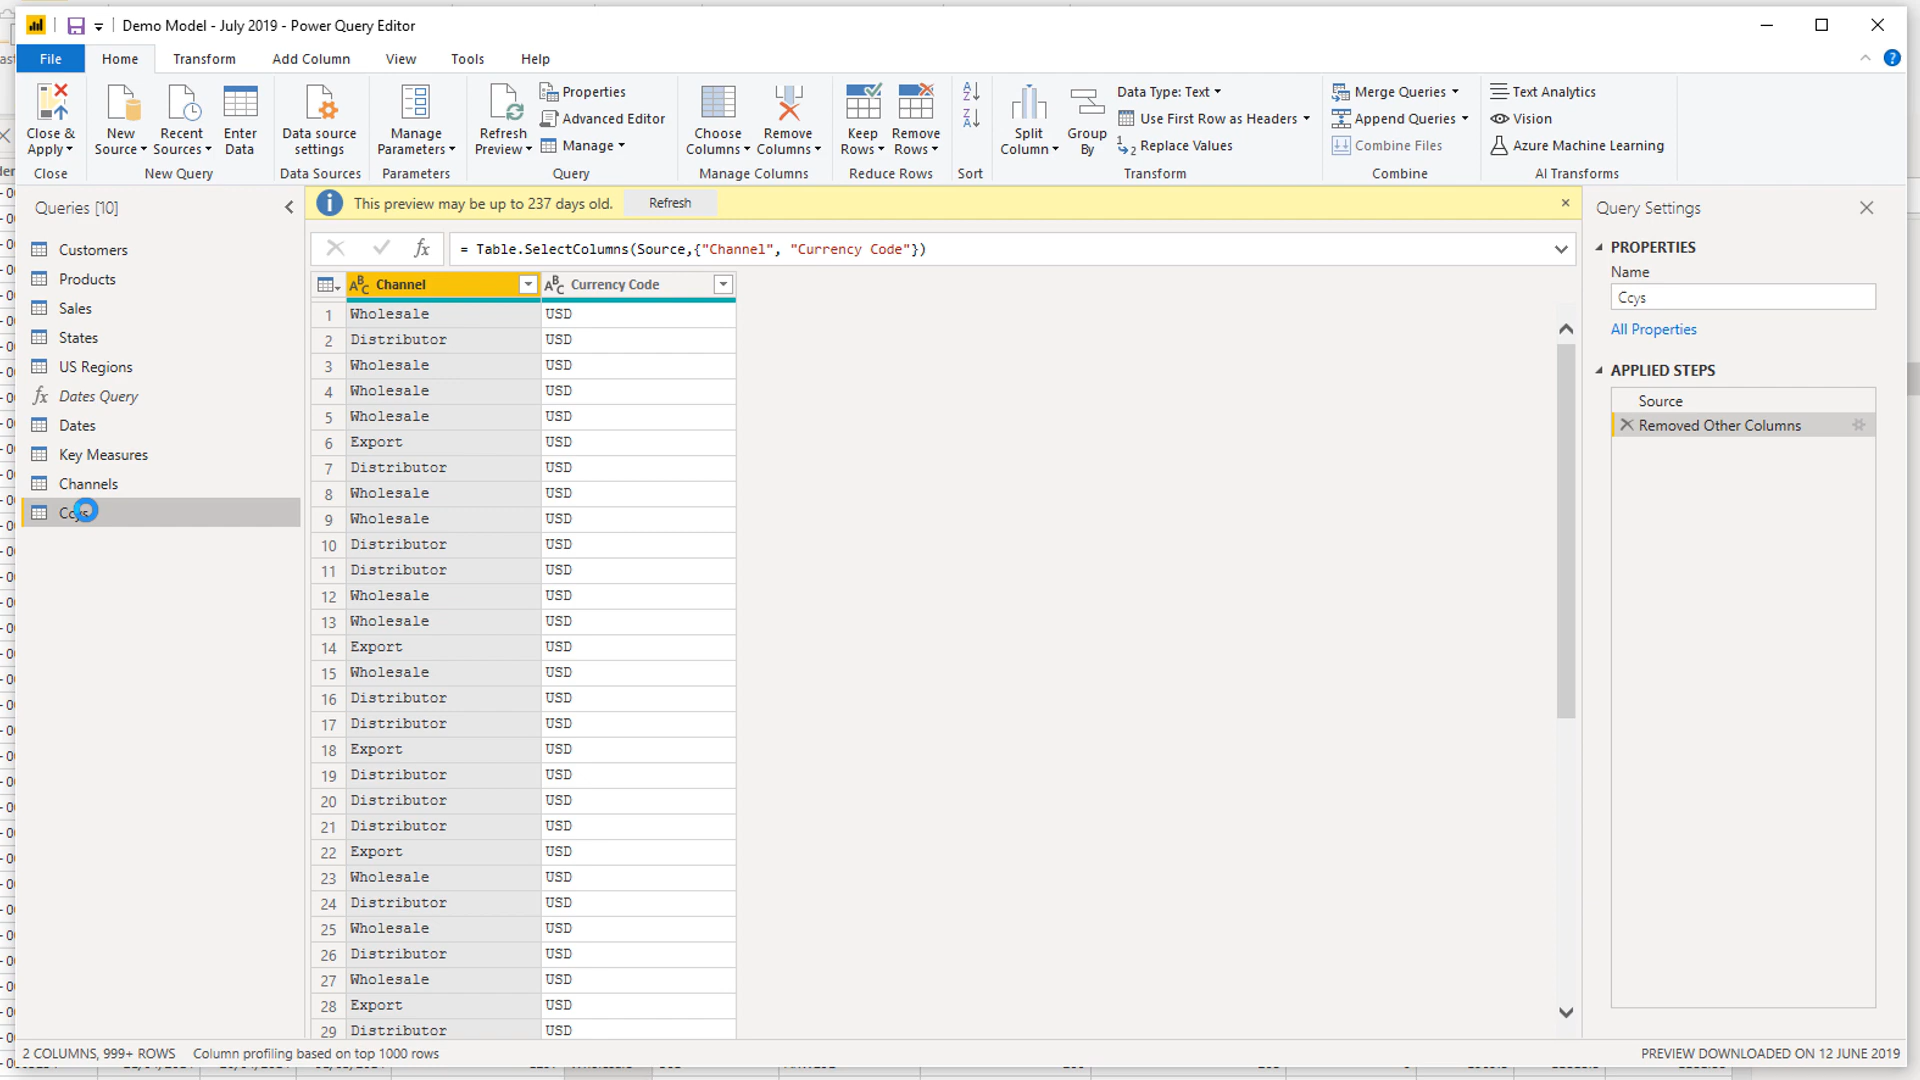 Demo Model - July 2019 - Power Query Editor
File Home Transform Add Column View Tools Help
Close & Apply
New Source
Recent Sources
Enter Data
Data source settings
Manage Parameters
Refresh Preview
Properties
Advanced Editor
Manage
Choose Columns
Remove Columns
Keep Rows
Remove Rows
Split Column
Group By
Data Type: Text
Use First Row as Headers
Replace Values
Merge Queries
Append Queries
Combine Files
Text Analytics
Vision
Azure Machine Learning
Close New Query Data Sources Parameters Query Manage Columns Reduce Rows Sort Transform Combine AI Transforms
Queries [10]
Customers
Products
Sales
States
US Regions
Dates Query
Dates
Key Measures
Channels
Ccys
This preview may be up to 237 days old. Refresh
= Table.SelectColumns(Source,{"Channel", "Currency Code"})
Channel Currency Code
1 Wholesale USD
2 Distributor USD
3 Wholesale USD
4 Wholesale USD
5 Wholesale USD
6 Export USD
7 Distributor USD
8 Wholesale USD
9 Wholesale USD
10 Distributor USD
11 Distributor USD
12 Wholesale USD
13 Wholesale USD
14 Export USD
15 Wholesale USD
16 Distributor USD
17 Distributor USD
18 Export USD
19 Distributor USD
20 Distributor USD
21 Distributor USD
22 Export USD
23 Wholesale USD
24 Distributor USD
25 Wholesale USD
26 Distributor USD
27 Wholesale USD
28 Export USD
29 Distributor USD
Query Settings
PROPERTIES
Name
Ccys
All Properties
APPLIED STEPS
Source
Removed Other Columns
2 COLUMNS, 999+ ROWS Column profiling based on top 1000 rows
PREVIEW DOWNLOADED ON 12 JUNE 2019